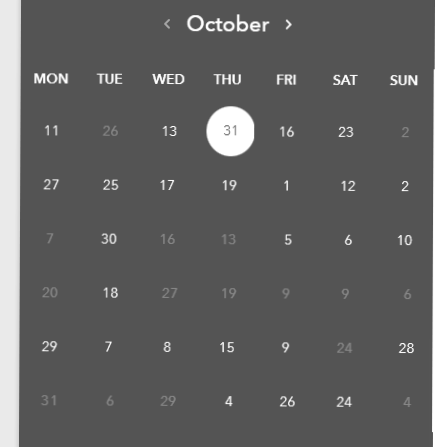 ‹ October ›
MON TUE WED THU FRI SAT SUN
11 26 13 31 16 23 2
27 25 17 19 1 12 2
7 30 16 13 5 6 10
20 18 27 19 9 9 6
29 7 8 15 9 24 28
31 6 29 4 26 24 4